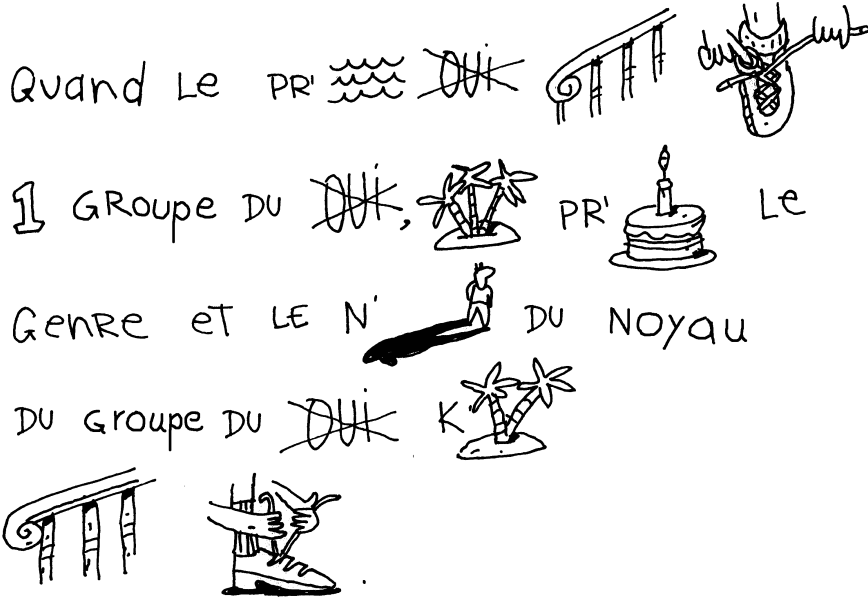 Quand Le PR' OUI
1 GROUPE DU OUI, PR' Le
Genre eT Le N' DU NOYAU
DU Groupe DU OUI K'
.